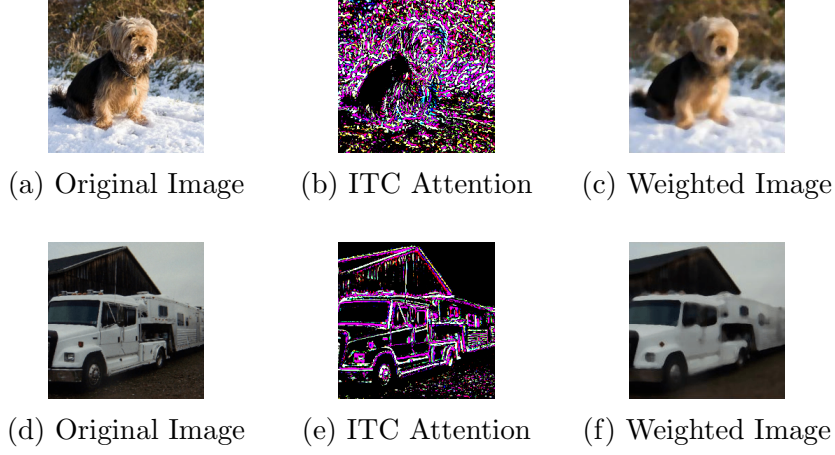 (a) Original Image (b) ITC Attention (c) Weighted Image
(d) Original Image (e) ITC Attention (f) Weighted Image